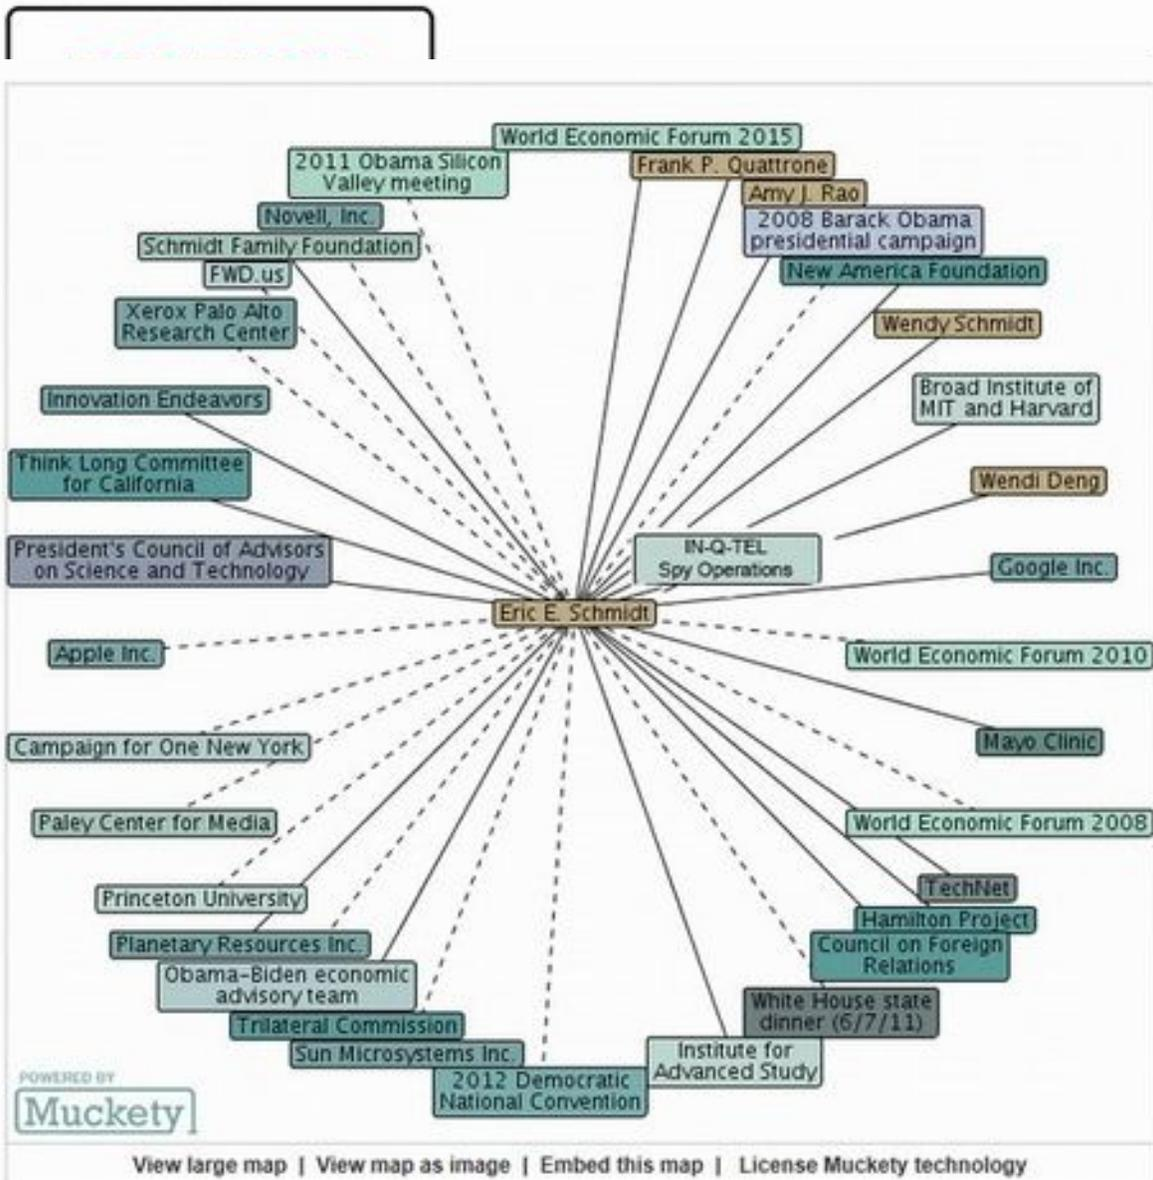 World Economic Forum 2015
2011 Obama Silicon
Valley meeting
Frank P. Quattrone
Amy J. Rao
Novell, Inc.
2008 Barack Obama
presidential campaign
Schmidt Family Foundation
FWD.us
New America Foundation
Xerox Palo Alto
Research Center
Wendy Schmidt
Innovation Endeavors
Broad Institute of
MIT and Harvard
Think Long Committee
for California
Wendi Deng
President's Council of Advisors
on Science and Technology
IN-Q-TEL
Spy Operations
Google Inc.
Eric E. Schmidt
Apple Inc.
World Economic Forum 2010
Campaign for One New York
Mayo Clinic
Paley Center for Media
World Economic Forum 2008
Princeton University
TechNet
Hamilton Project
Planetary Resources Inc.
Council on Foreign
Relations
Obama-Biden economic
advisory team
White House state
dinner (6/7/11)
Trilateral Commission
Sun Microsystems Inc.
Institute for
Advanced Study
2012 Democratic
National Convention
POWERED BY
Muckety
View large map | View map as image | Embed this map | License Muckety technology